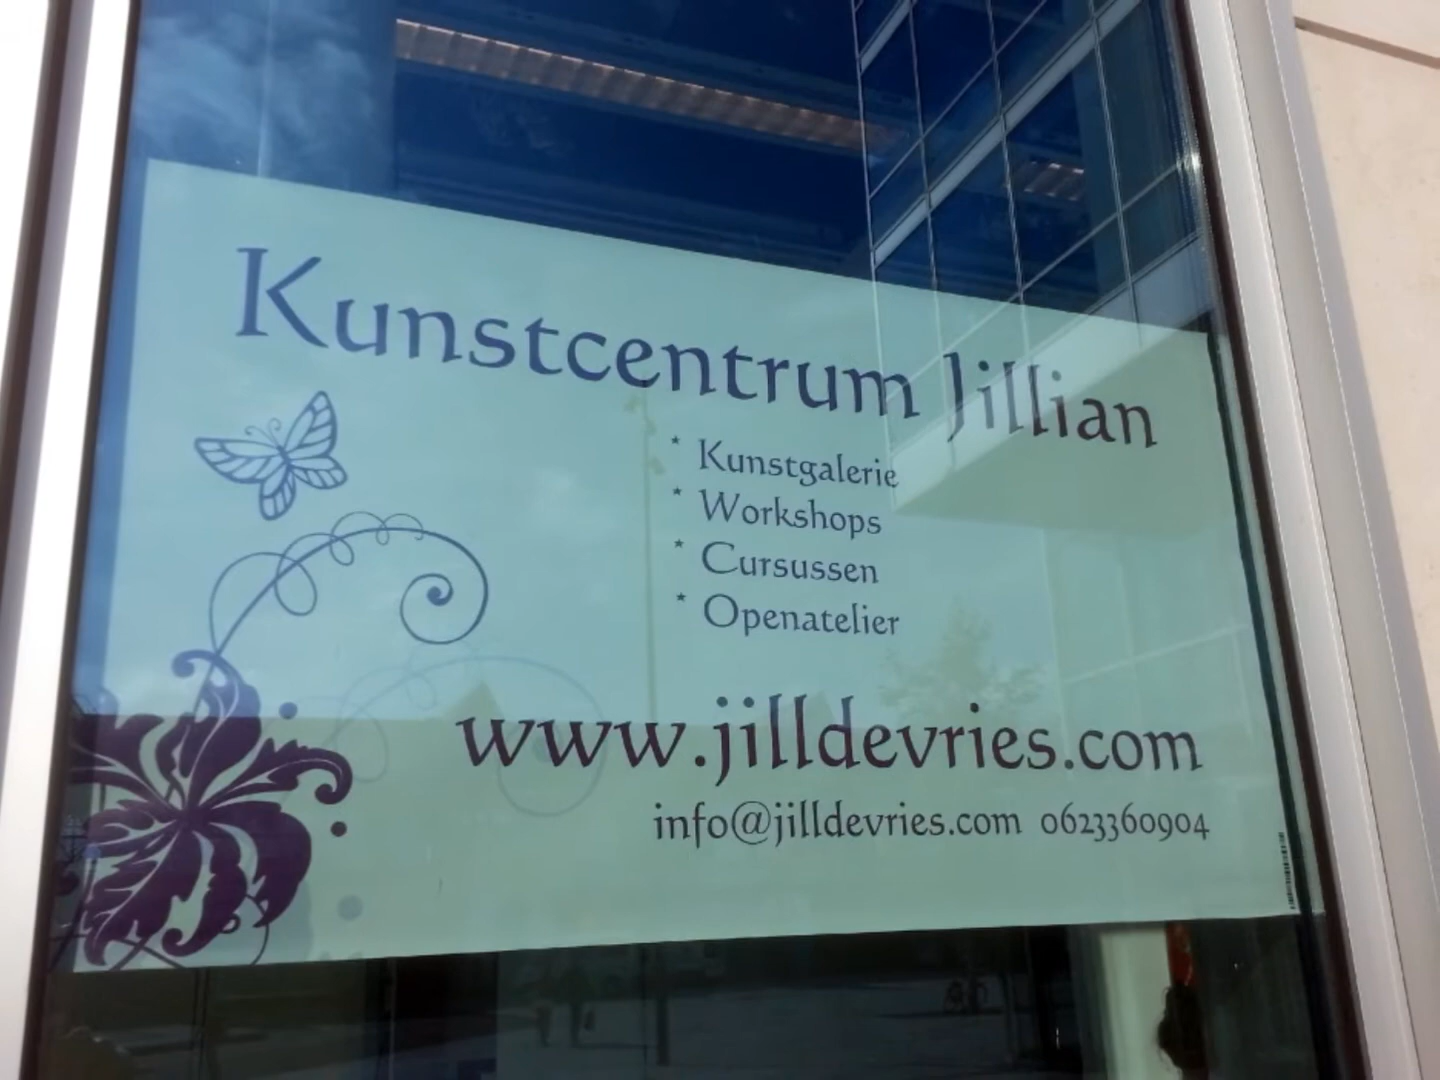 Kunstcentrum Jillian
* Kunstgalerie
* Workshops
* Cursussen
* Openatelier
www.jilldevries.com
info@jilldevries.com 0623360904